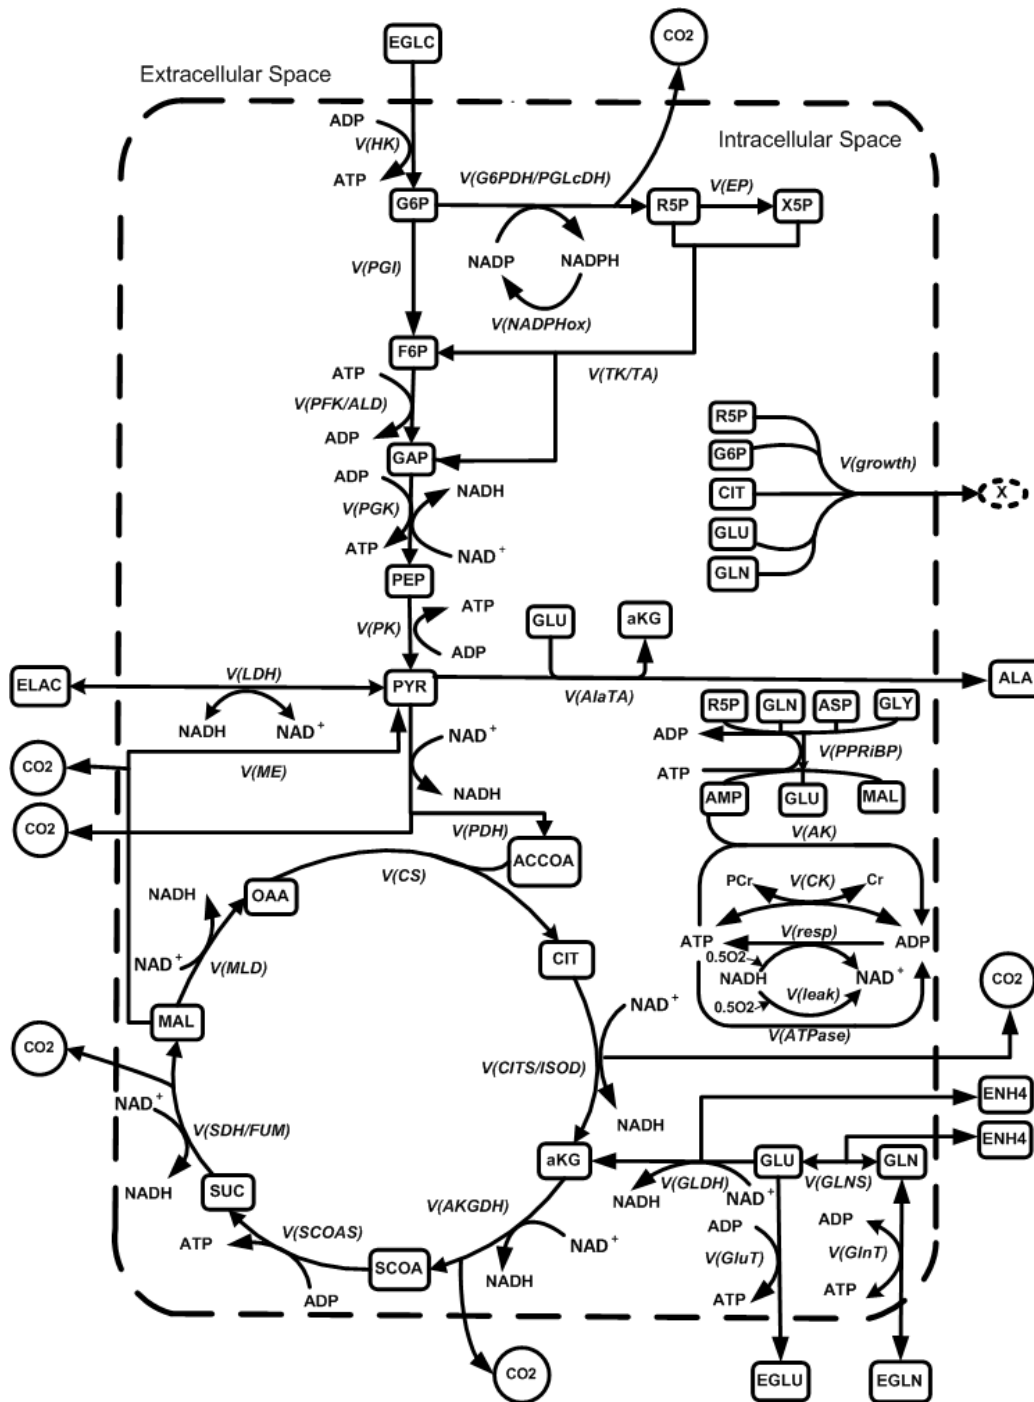 EGLC
CO2
Extracellular Space
ADP
V(HK)
Intracellular Space
ATP
V(G6PDH/PGLcDH)
V(EP)
G6P
R5P
X5P
V(PGI)
NADP
NADPH
V(NADPHox)
F6P
ATP
V(TK/TA)
V(PFK/ALD)
R5P
ADP
GAP
G6P
V(growth)
ADP
NADH
CIT
X
V(PGK)
GLU
ATP
NAD+
GLN
PEP
ATP
GLU
aKG
V(PK)
ADP
V(LDH)
ELAC
PYR
ALA
V(AlaTA)
NADH
NAD+
R5P
GLN
ASP
GLY
ADP
V(PPRiBP)
NAD+
CO2
V(ME)
ATP
NADH
AMP
GLU
MAL
CO2
V(PDH)
V(AK)
ACCOA
V(CS)
NADH
OAA
PCr
V(CK)
Cr
V(resp)
ATP
ADP
CIT
0.5O2
NAD+
V(MLD)
NADH
NAD+
CO2
V(leak)
0.5O2
MAL
NAD+
V(ATPase)
CO2
V(CITS/ISOD)
ENH4
NAD+
NADH
V(SDH/FUM)
ENH4
aKG
GLU
GLN
NADH
SUC
V(GLDH)
V(GLNS)
NADH
NAD+
V(AKGDH)
ADP
ADP
V(SCOAS)
ATP
NAD+
V(GluT)
V(GlnT)
SCOA
NADH
ATP
ATP
ADP
CO2
EGLU
EGLN